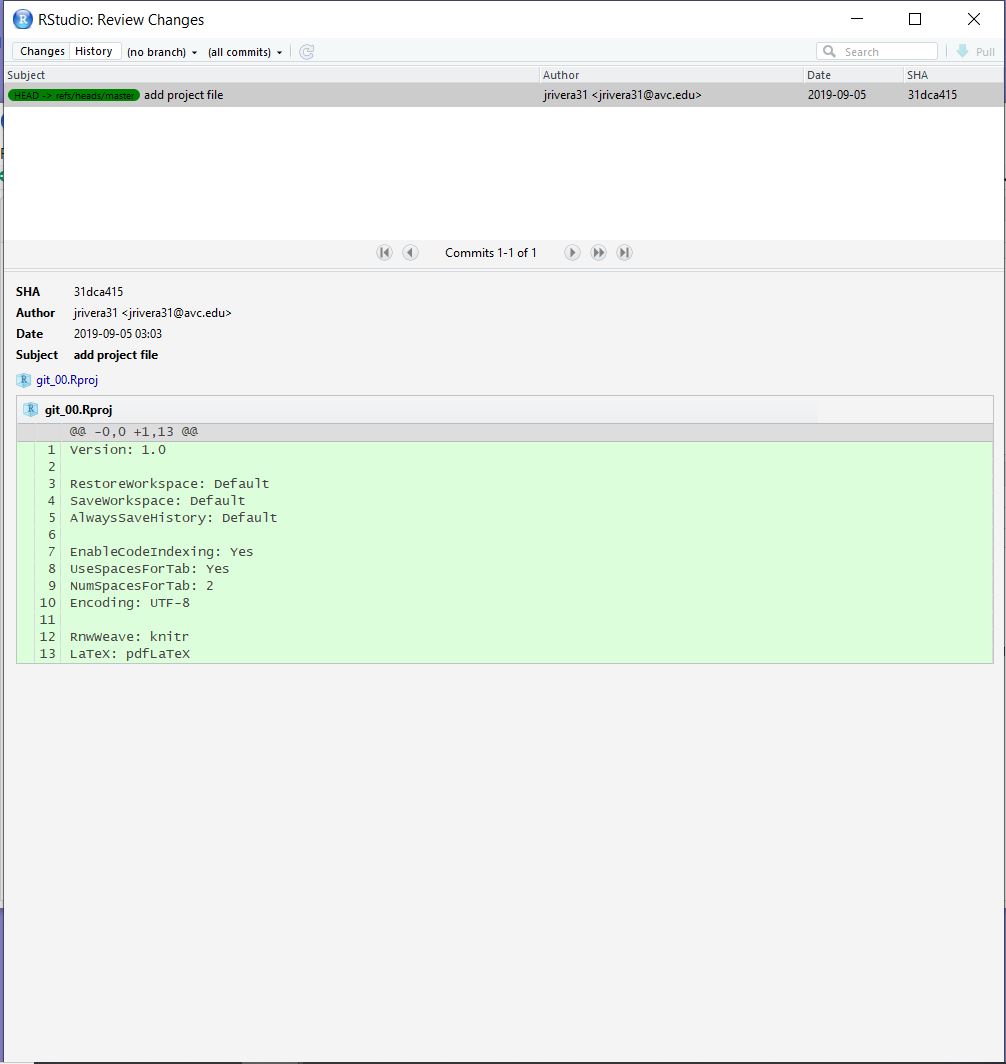 RStudio: Review Changes
Changes History (no branch) (all commits) Search Pull
Subject Author Date SHA
HEAD -> refs/heads/master add project file jrivera31 <jrivera31@avc.edu> 2019-09-05 31dca415
Commits 1-1 of 1
SHA 31dca415
Author jrivera31 <jrivera31@avc.edu>
Date 2019-09-05 03:03
Subject add project file
git_00.Rproj
git_00.Rproj
@@ -0,0 +1,13 @@
1 Version: 1.0
2
3 RestoreWorkspace: Default
4 SaveWorkspace: Default
5 AlwaysSaveHistory: Default
6
7 EnableCodeIndexing: Yes
8 UseSpacesForTab: Yes
9 NumSpacesForTab: 2
10 Encoding: UTF-8
11
12 RnwWeave: knitr
13 LaTeX: pdfLaTeX